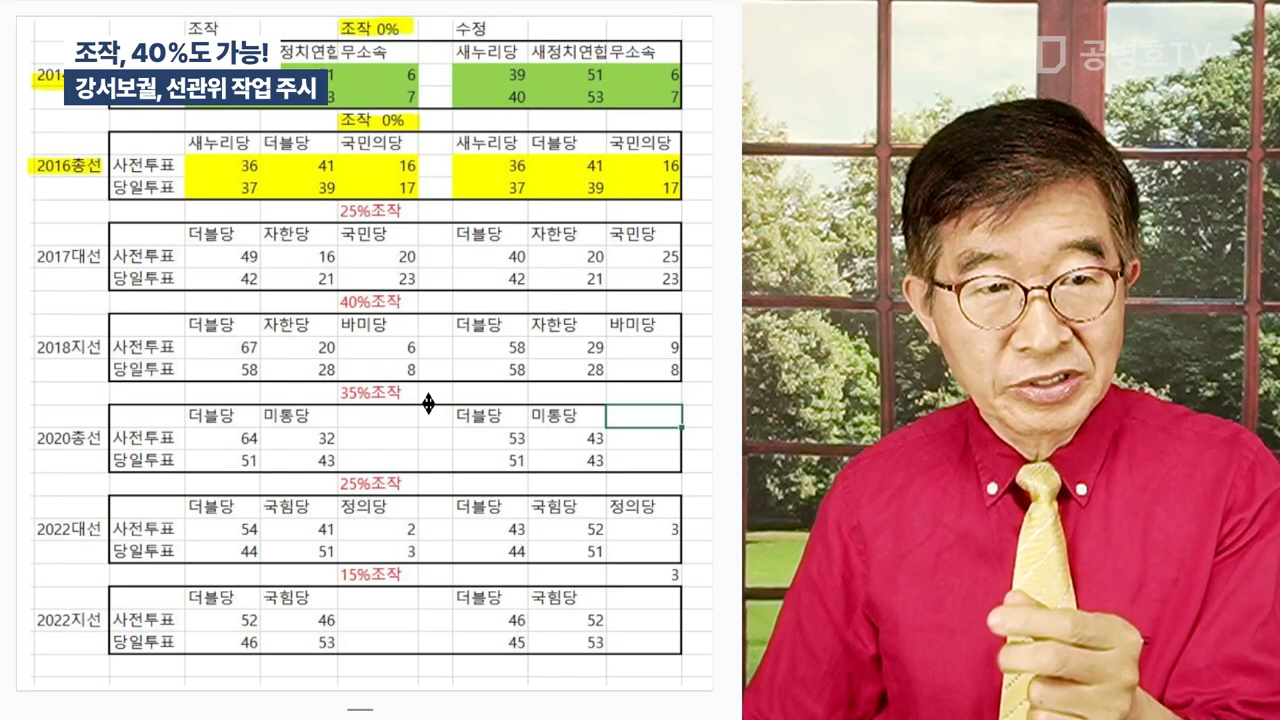 조작 조작 0% 수정
조작, 40%도 가능!
강서보궐, 선관위 작업 주시
정치연합 무소속 새누리당 새정치연합 무소속
6 39 51 6
7 40 53 7
조작 0%
새누리당 더블당 국민의당 새누리당 더블당 국민의당
2016총선 사전투표 36 41 16 36 41 16
당일투표 37 39 17 37 39 17
25%조작
더블당 자한당 국민당 더블당 자한당 국민당
2017대선 사전투표 49 16 20 40 20 25
당일투표 42 21 23 42 21 23
40%조작
더블당 자한당 바미당 더블당 자한당 바미당
2018지선 사전투표 67 20 6 58 29 9
당일투표 58 28 8 58 28 8
35%조작
더블당 미통당 더블당 미통당
2020총선 사전투표 64 32 53 43
당일투표 51 43 51 43
25%조작
더블당 국힘당 정의당 더블당 국힘당 정의당
2022대선 사전투표 54 41 2 43 52 3
당일투표 44 51 3 44 51
15%조작 3
더블당 국힘당 더블당 국힘당
2022지선 사전투표 52 46 46 52
당일투표 46 53 45 53
공병호TV